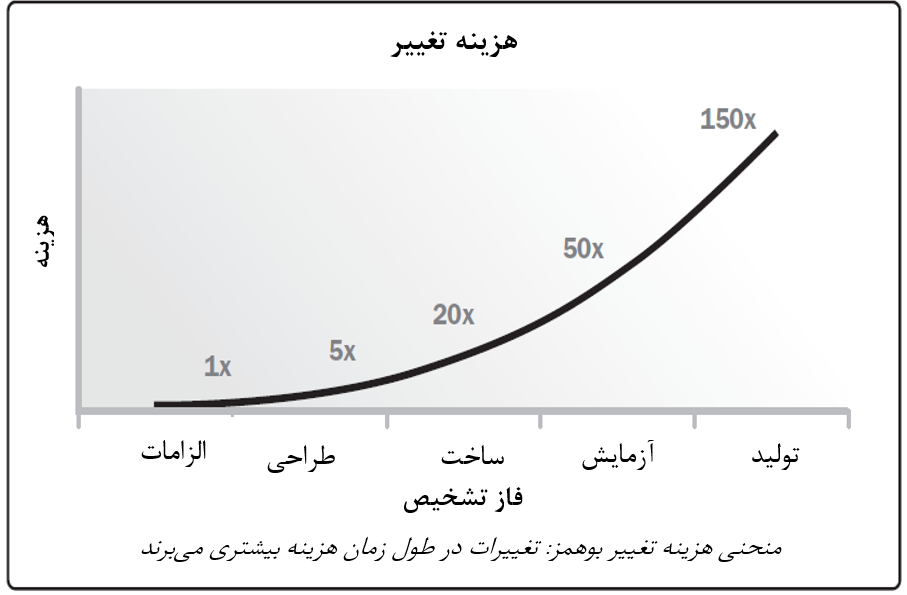 هزینه تغییر
هزینه
150x
50x
20x
5x
1x
الزامات
طراحی
ساخت
آزمایش
تولید
فاز تشخیص
منحنی هزینه تغییر بوهمز: تغییرات در طول زمان هزینه بیشتری می‌برند